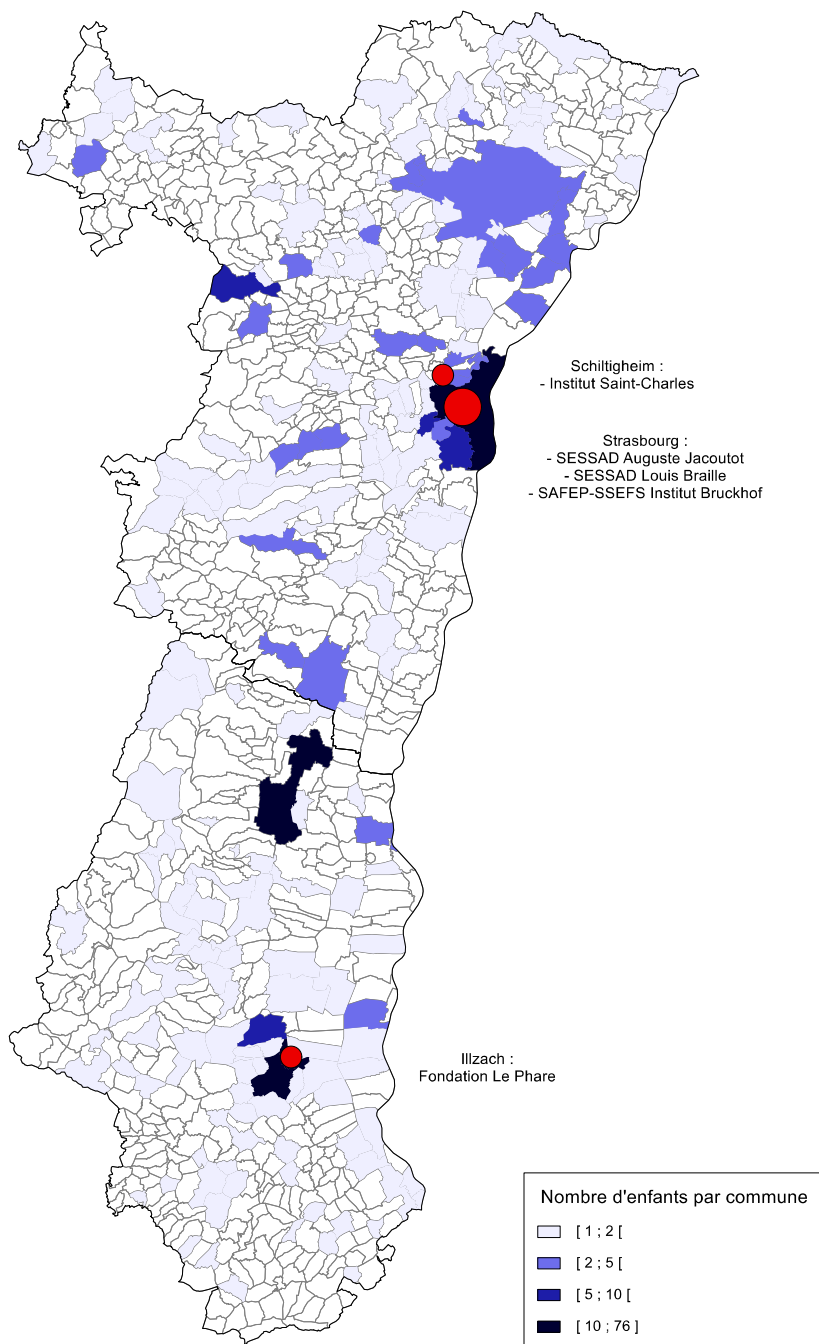 Schiltigheim :
- Institut Saint-Charles
Strasbourg :
- SESSAD Auguste Jacoutot
- SESSAD Louis Braille
- SAFEP-SSEFS Institut Bruckhof
Illzach :
Fondation Le Phare
Nombre d'enfants par commune
[ 1 ; 2 [
[ 2 ; 5 [
[ 5 ; 10 [
[ 10 ; 76 ]